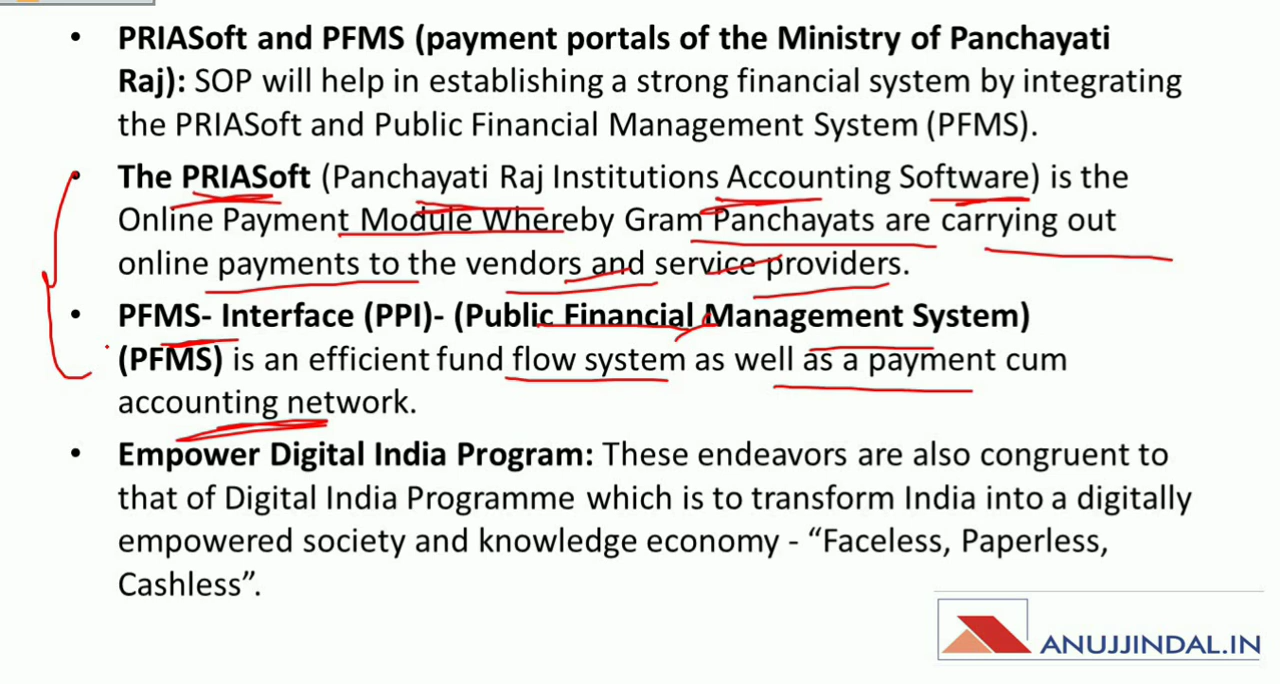 • PRIASoft and PFMS (payment portals of the Ministry of Panchayati
Raj): SOP will help in establishing a strong financial system by integrating
the PRIASoft and Public Financial Management System (PFMS).
• The PRIASoft (Panchayati Raj Institutions Accounting Software) is the
Online Payment Module Whereby Gram Panchayats are carrying out
online payments to the vendors and service providers.
• PFMS- Interface (PPI)- (Public Financial Management System)
(PFMS) is an efficient fund flow system as well as a payment cum
accounting network.
• Empower Digital India Program: These endeavors are also congruent to
that of Digital India Programme which is to transform India into a digitally
empowered society and knowledge economy - “Faceless, Paperless,
Cashless”.
ANUJJINDAL.IN